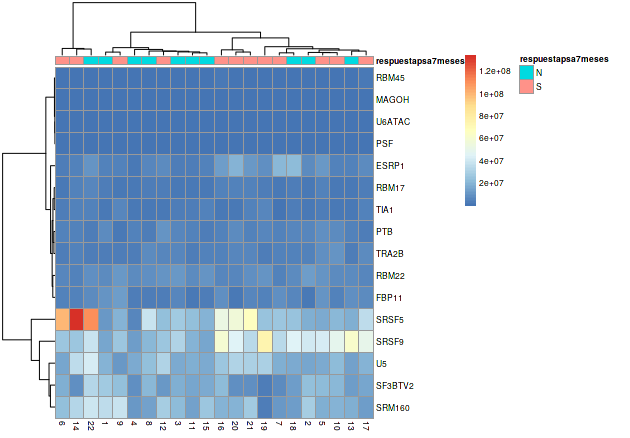 respuestapsa7meses
RBM45
MAGOH
U6ATAC
PSF
ESRP1
RBM17
TIA1
PTB
TRA2B
RBM22
FBP11
SRSF5
SRSF9
U5
SF3BTV2
SRM160
6 14 22 1 9 4 8 12 3 11 15 16 20 21 19 7 18 2 5 10 13 17
1.2e+08
1e+08
8e+07
6e+07
4e+07
2e+07
respuestapsa7meses
N
S